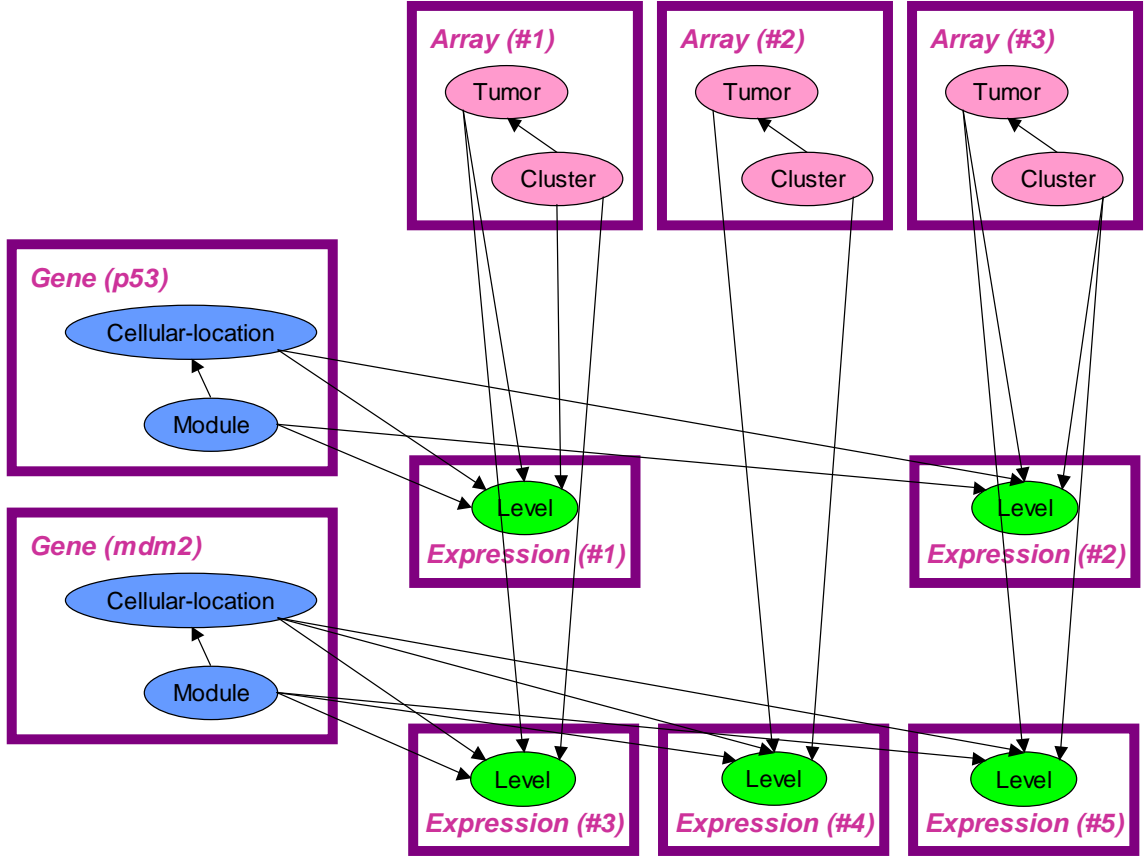 Array (#1)
Tumor
Cluster
Array (#2)
Tumor
Cluster
Array (#3)
Tumor
Cluster
Gene (p53)
Cellular-location
Module
Level
Expression (#1)
Level
Expression (#2)
Gene (mdm2)
Cellular-location
Module
Level
Expression (#3)
Level
Expression (#4)
Level
Expression (#5)